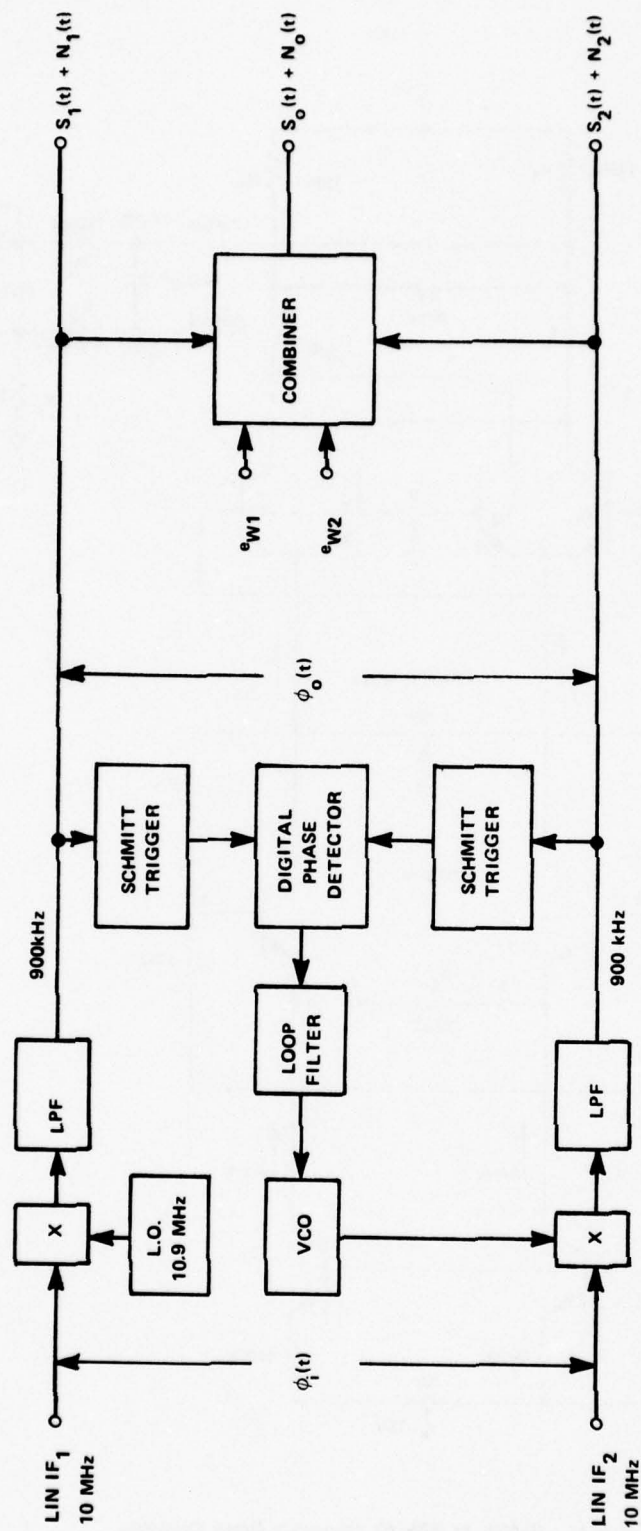 LIN IF1
10 MHz
X
LPF
900kHz
S1(t) + N1(t)
L.O.
10.9 MHz
SCHMITT
TRIGGER
ϕi(t)
VCO
LOOP
FILTER
DIGITAL
PHASE
DETECTOR
ϕo(t)
eW1
eW2
COMBINER
So(t) + No(t)
SCHMITT
TRIGGER
LIN IF2
10 MHz
X
LPF
900 kHz
S2(t) + N2(t)